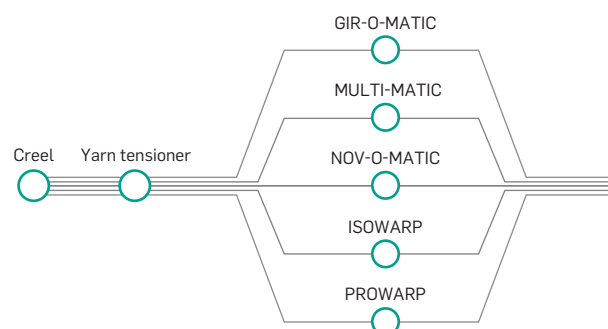 GIR-O-MATIC
MULTI-MATIC
Creel
Yarn tensioner
NOV-O-MATIC
ISOWARP
PROWARP